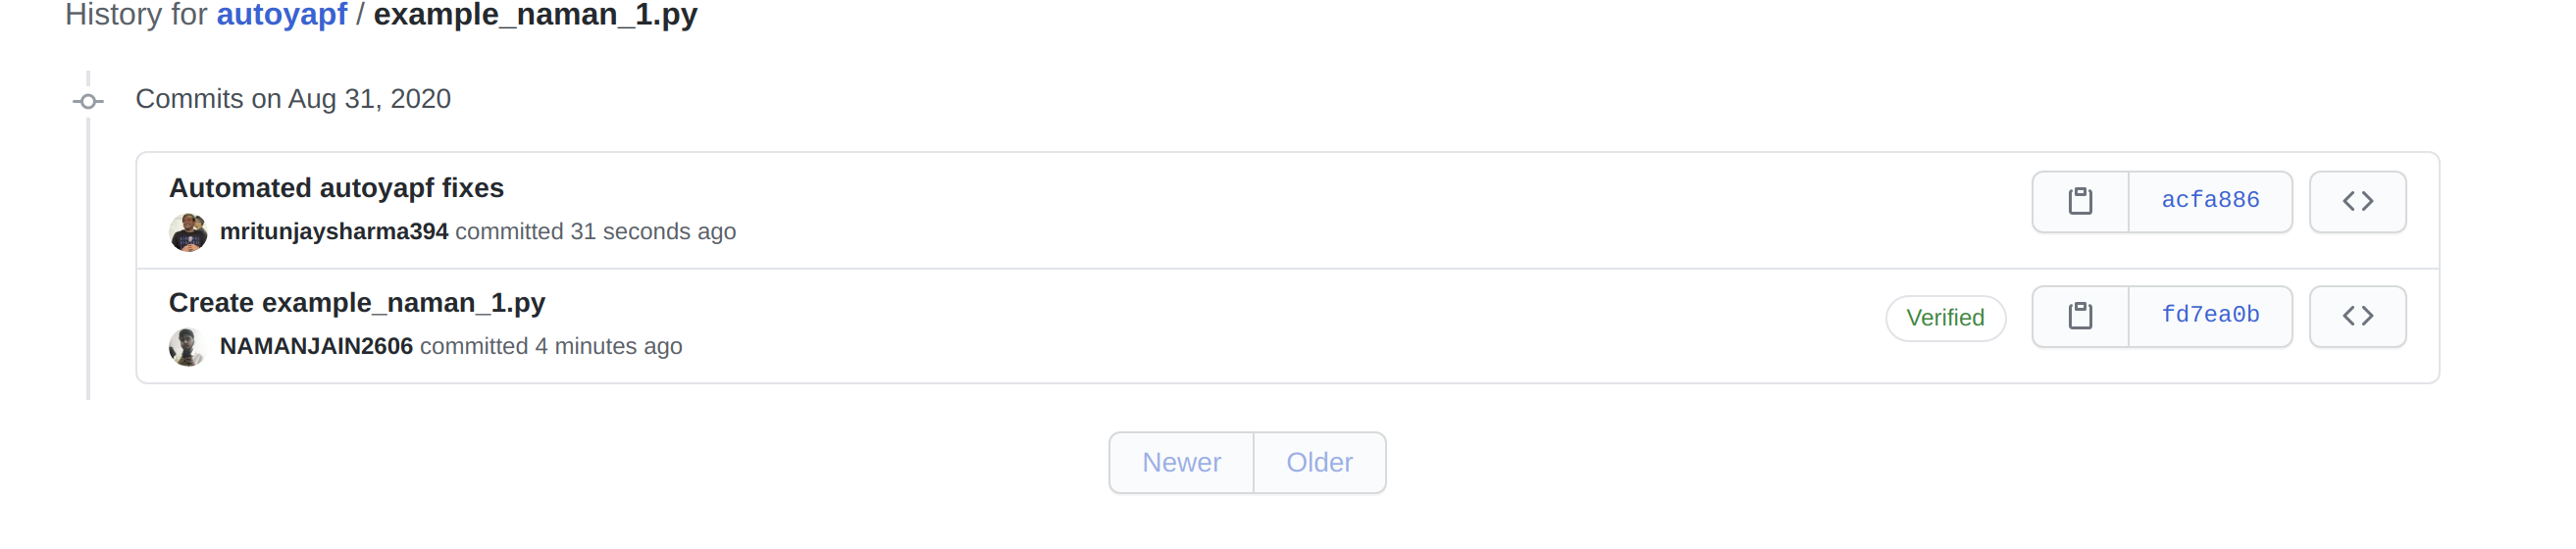 History for autoyapf / example_naman_1.py
Commits on Aug 31, 2020
Automated autoyapf fixes
acfa886
mritunjaysharma394 committed 31 seconds ago
Create example_naman_1.py
Verified
fd7ea0b
NAMANJAIN2606 committed 4 minutes ago
Newer Older